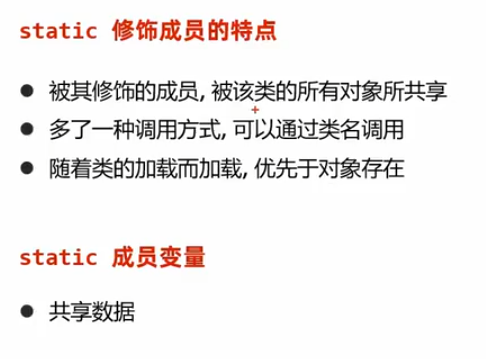 static 修饰成员的特点
● 被其修饰的成员, 被该类的所有对象所共享
● 多了一种调用方式, 可以通过类名调用
● 随着类的加载而加载, 优先于对象存在
static 成员变量
● 共享数据